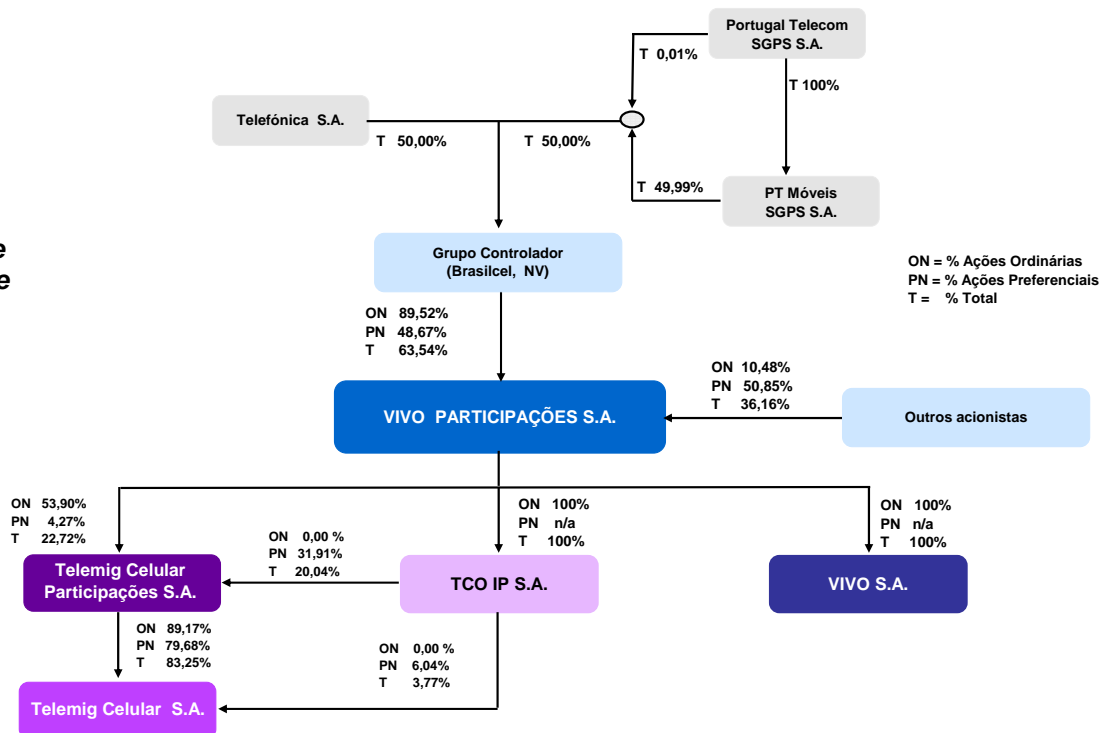 Portugal Telecom
SGPS S.A.
T 0,01%
T 100%
Telefónica S.A.
T 50,00%
T 50,00%
T 49,99%
PT Móveis
SGPS S.A.
e
e
Grupo Controlador
(Brasilcel, NV)
ON = % Ações Ordinárias
PN = % Ações Preferenciais
T = % Total
ON 89,52%
PN 48,67%
T 63,54%
ON 10,48%
PN 50,85%
T 36,16%
VIVO PARTICIPAÇÕES S.A.
Outros acionistas
ON 53,90%
PN 4,27%
T 22,72%
ON 100%
PN n/a
T 100%
ON 100%
PN n/a
T 100%
ON 0,00 %
PN 31,91%
T 20,04%
Telemig Celular
Participações S.A.
TCO IP S.A.
VIVO S.A.
ON 89,17%
PN 79,68%
T 83,25%
ON 0,00 %
PN 6,04%
T 3,77%
Telemig Celular S.A.